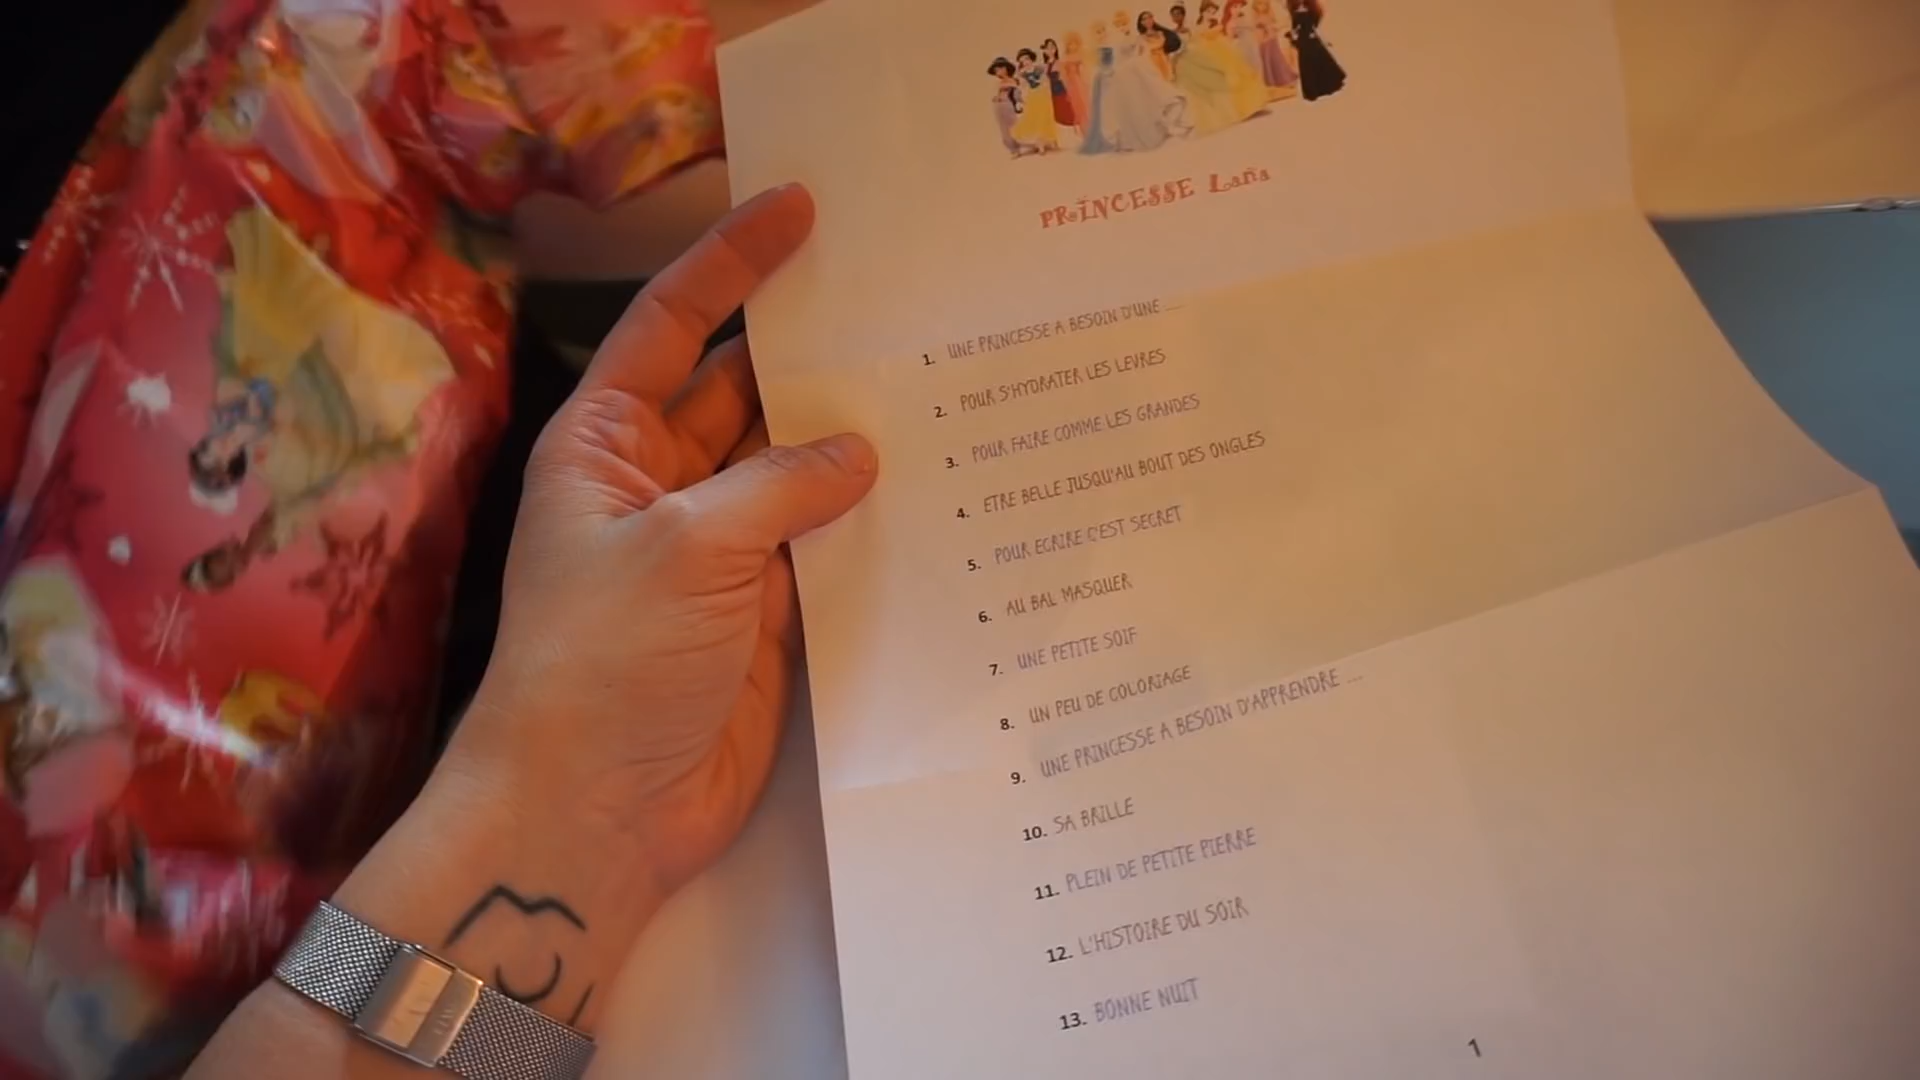 PRINCESSE Laña
1. UNE PRINCESSE A BESOIN D'UNE ....
2. POUR S'HYDRATER LES LEVRES
3. POUR FAIRE COMME LES GRANDES
4. ETRE BELLE JUSQU'AU BOUT DES ONGLES
5. POUR ECRIRE C'EST SECRET
6. AU BAL MASQUER
7. UNE PETITE SOIF
8. UN PEU DE COLORIAGE
9. UNE PRINCESSE A BESOIN D'APPRENDRE ...
10. SA BRILLE
11. PLEIN DE PETITE PIERRE
12. L'HISTOIRE DU SOIR
13. BONNE NUIT
1